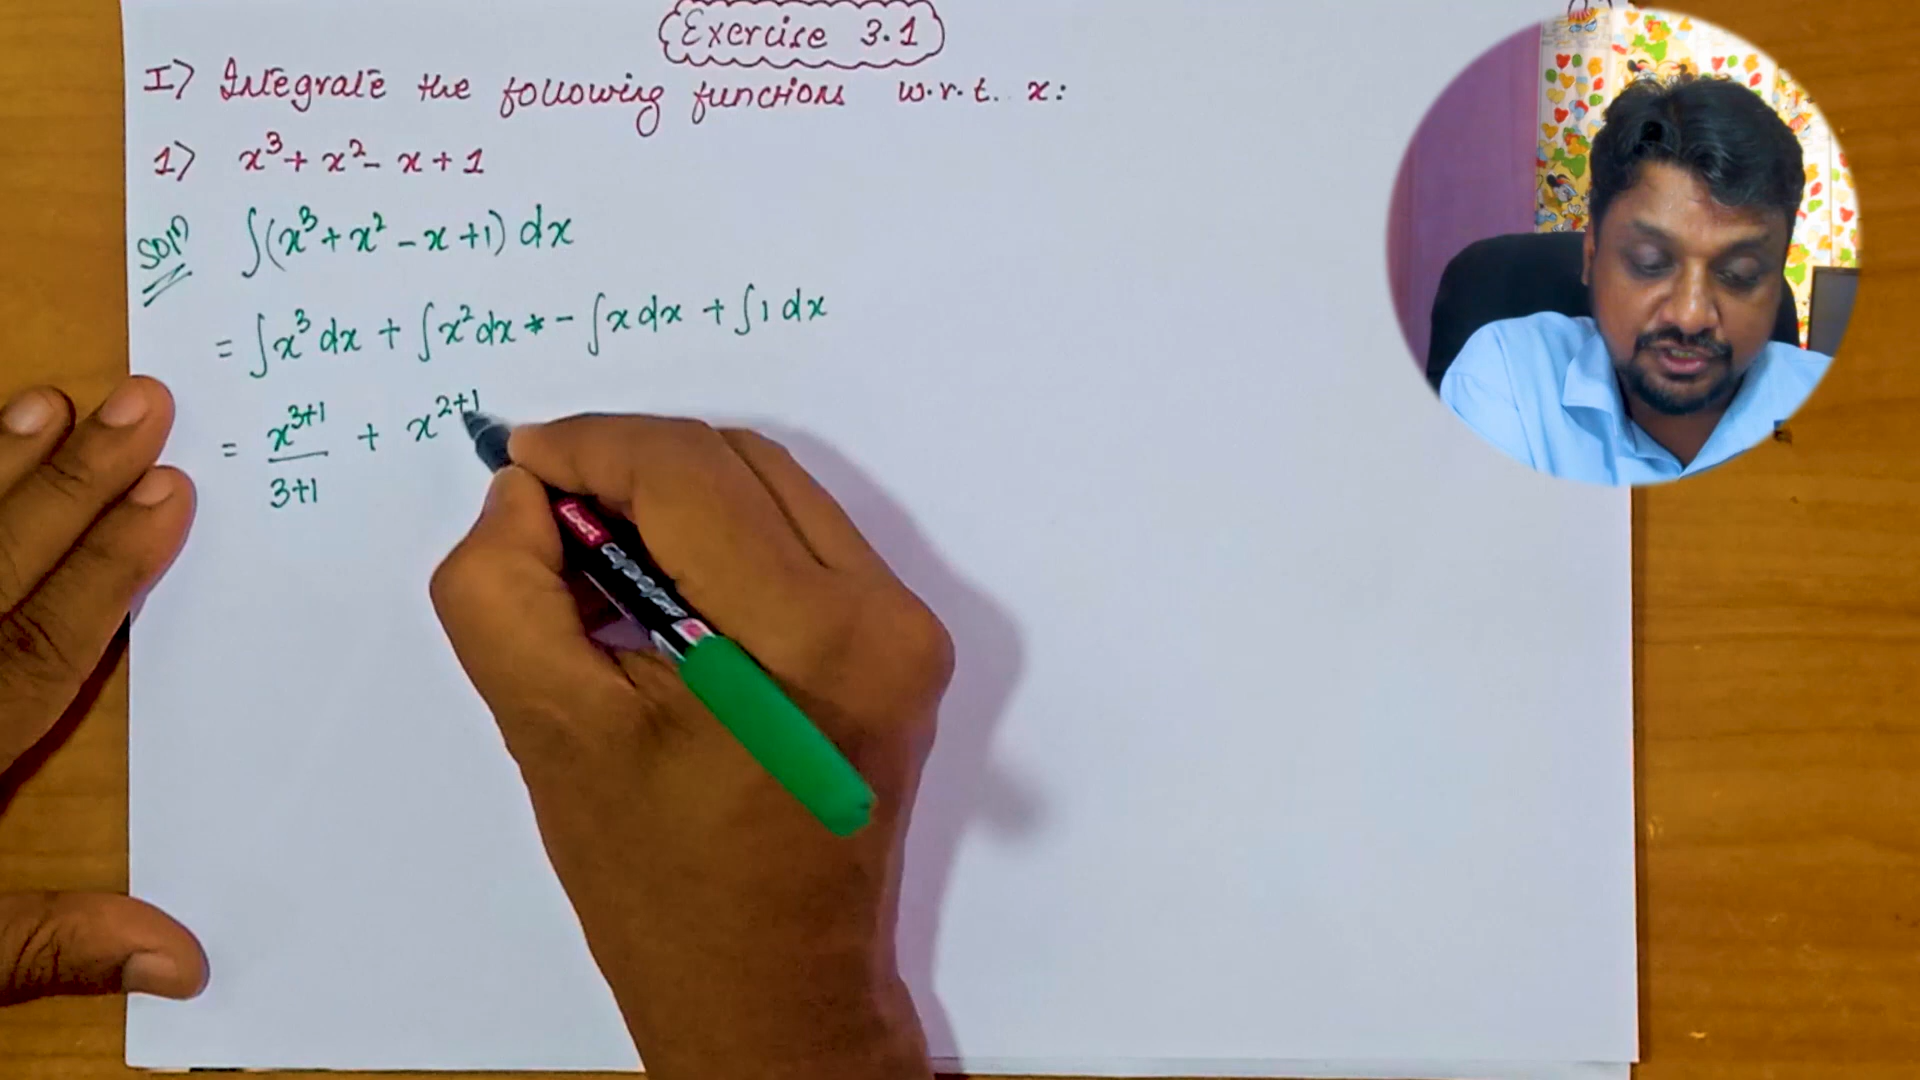 Exercise 3.1
I) Integrate the following functions w.r.t. x:
1) x³ + x² - x + 1
Soln ∫(x³ + x² - x + 1) dx
= ∫x³ dx + ∫x² dx - ∫x dx + ∫1 dx
= x³⁺¹/3+1 + x²⁺¹